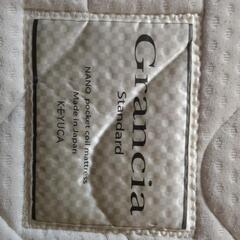 Grancia
Standard
NANO pocket coil mattress
Made in Japan
KEYUCA